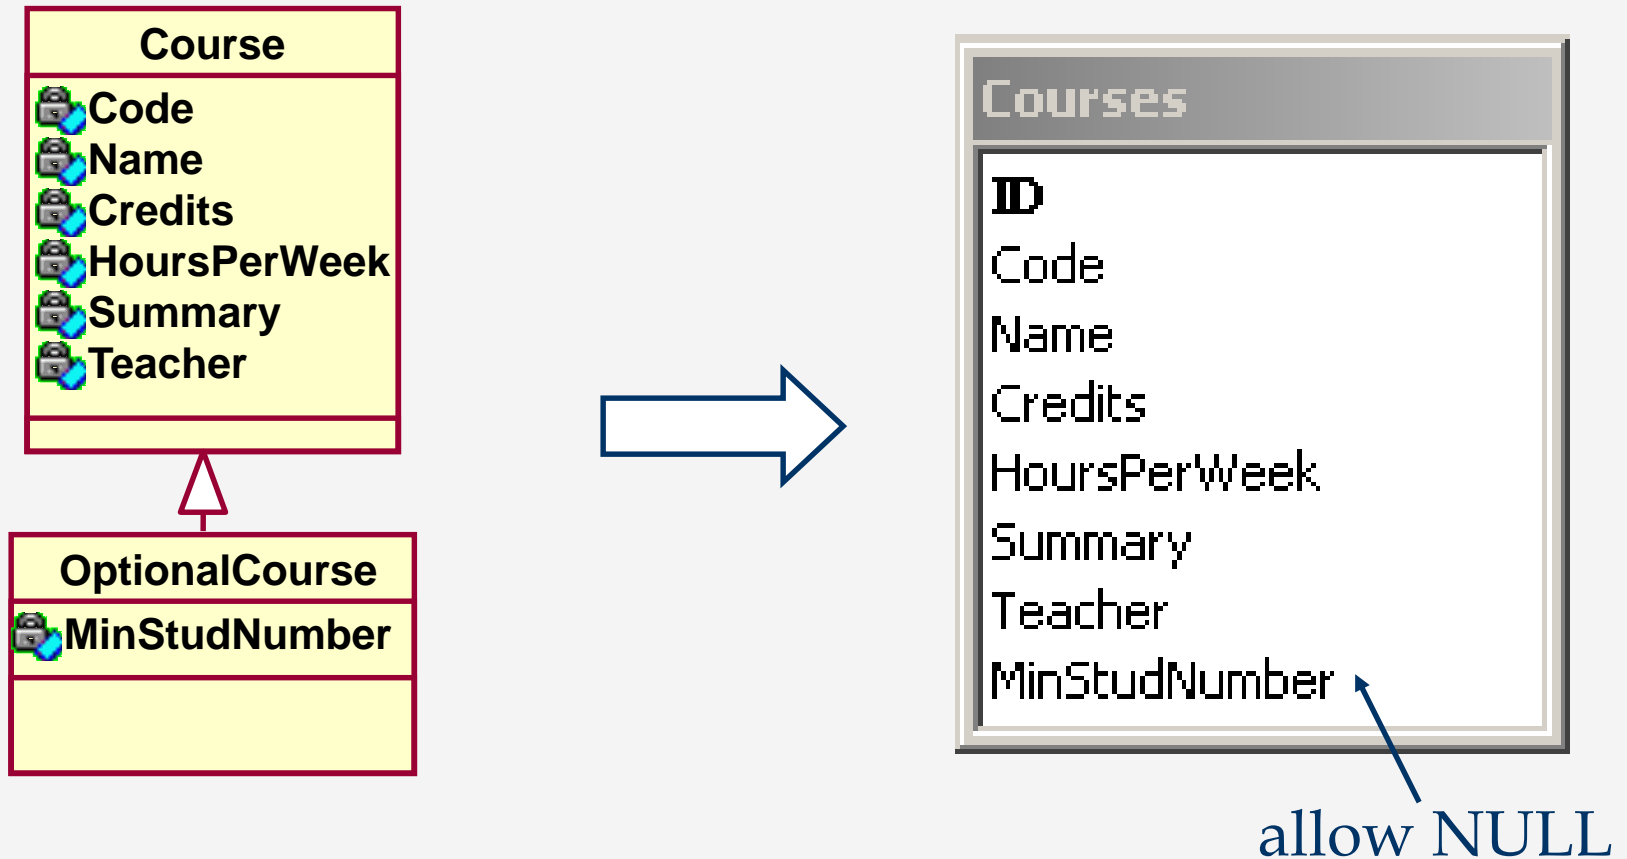 Course
Code
Name
Credits
HoursPerWeek
Summary
Teacher
OptionalCourse
MinStudNumber
Courses
ID
Code
Name
Credits
HoursPerWeek
Summary
Teacher
MinStudNumber
allow NULL